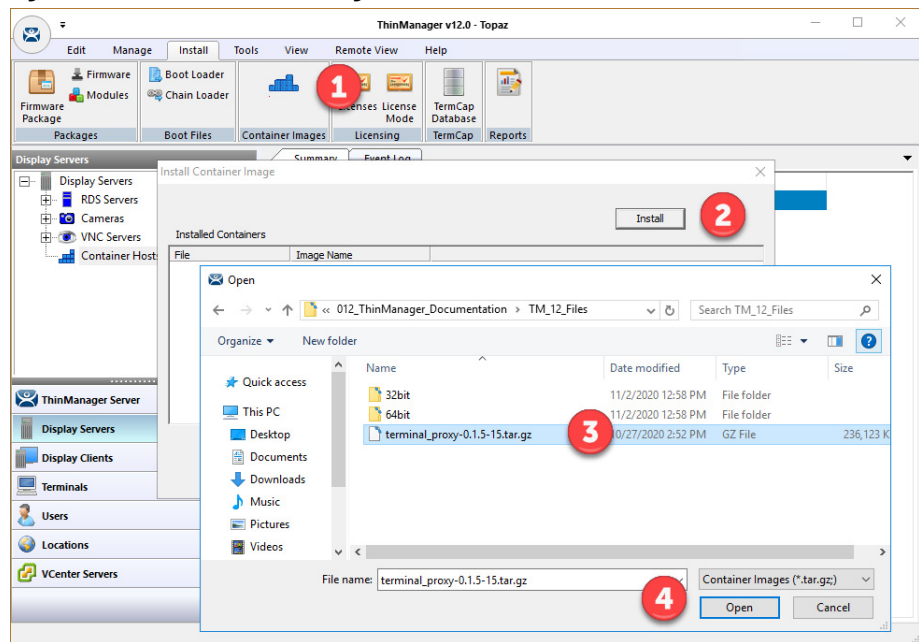 ThinManager v12.0 - Topaz
Edit Manage Install Tools View Remote View Help
Firmware Package
Firmware
Modules
Packages
Boot Loader
Chain Loader
Boot Files
Container Images
1
Licenses License Mode
Licensing
TermCap Database
TermCap
Reports
Display Servers
Summary Event Log
Display Servers
RDS Servers
Cameras
VNC Servers
Container Host
Install Container Image
Install
2
Installed Containers
File Image Name
Open
« 012_ThinManager_Documentation › TM_12_Files
Search TM_12_Files
Organize New folder
Quick access
This PC
Desktop
Documents
Downloads
Music
Pictures
Videos
Name Date modified Type Size
32bit 11/2/2020 12:58 PM File folder
64bit 11/2/2020 12:58 PM File folder
terminal_proxy-0.1.5-15.tar.gz 3 10/27/2020 2:52 PM GZ File 236,123 K
File name: terminal_proxy-0.1.5-15.tar.gz
4
Container Images (*.tar.gz;)
Open Cancel
ThinManager Server
Display Servers
Display Clients
Terminals
Users
Locations
VCenter Servers